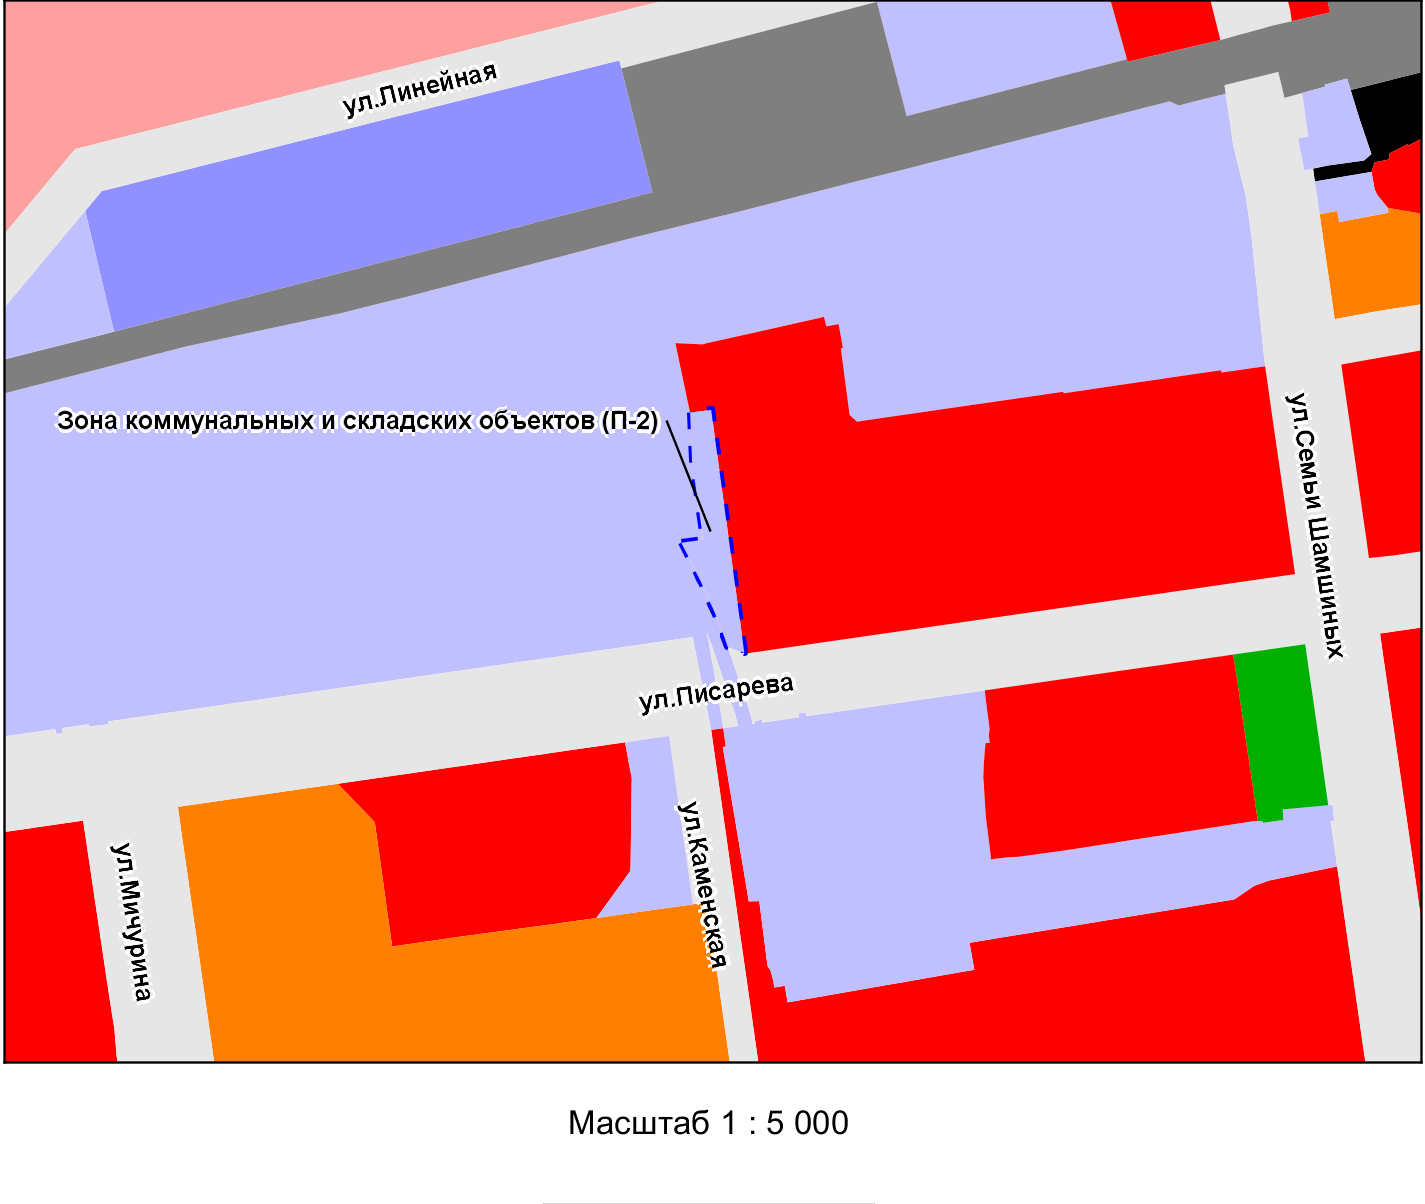 ул.Линейная
Зона коммунальных и складских объектов (П-2)
ул.Семьи Шамшиных
ул.Писарева
ул.Каменская
ул.Мичурина
Масштаб 1 : 5 000